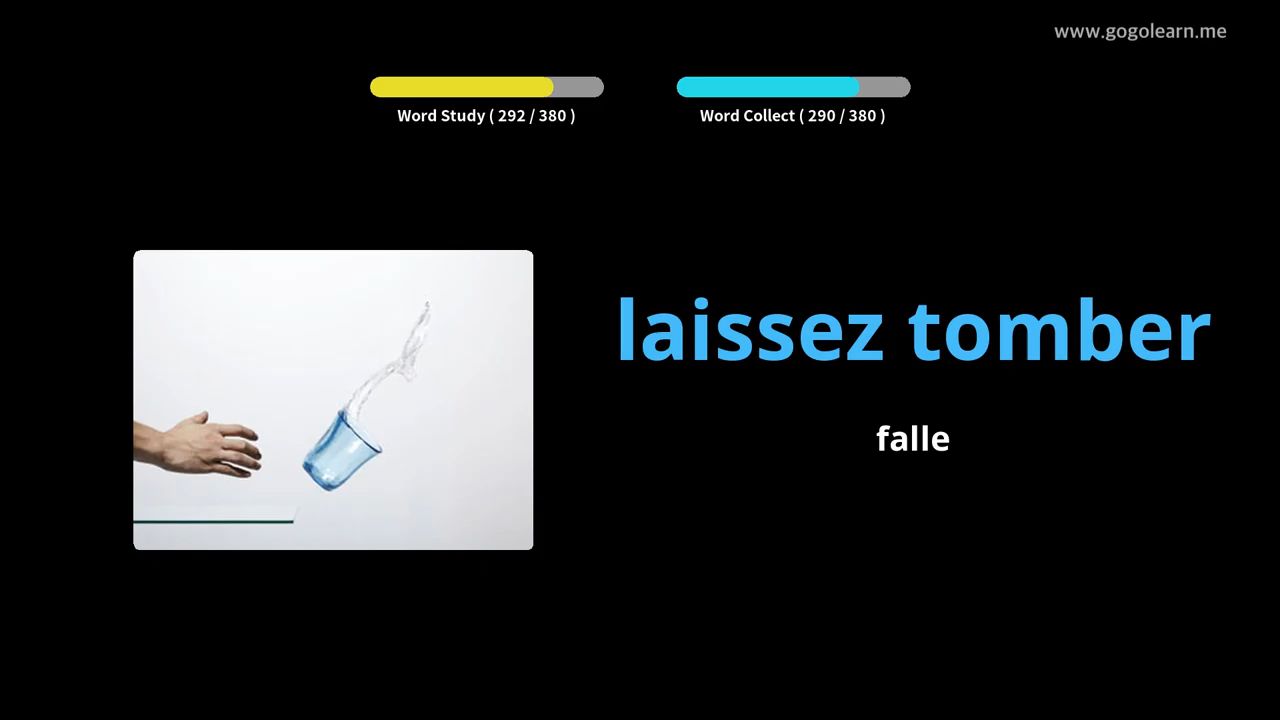 www.gogolearn.me
Word Study ( 292 / 380 )
Word Collect ( 290 / 380 )
laissez tomber
falle